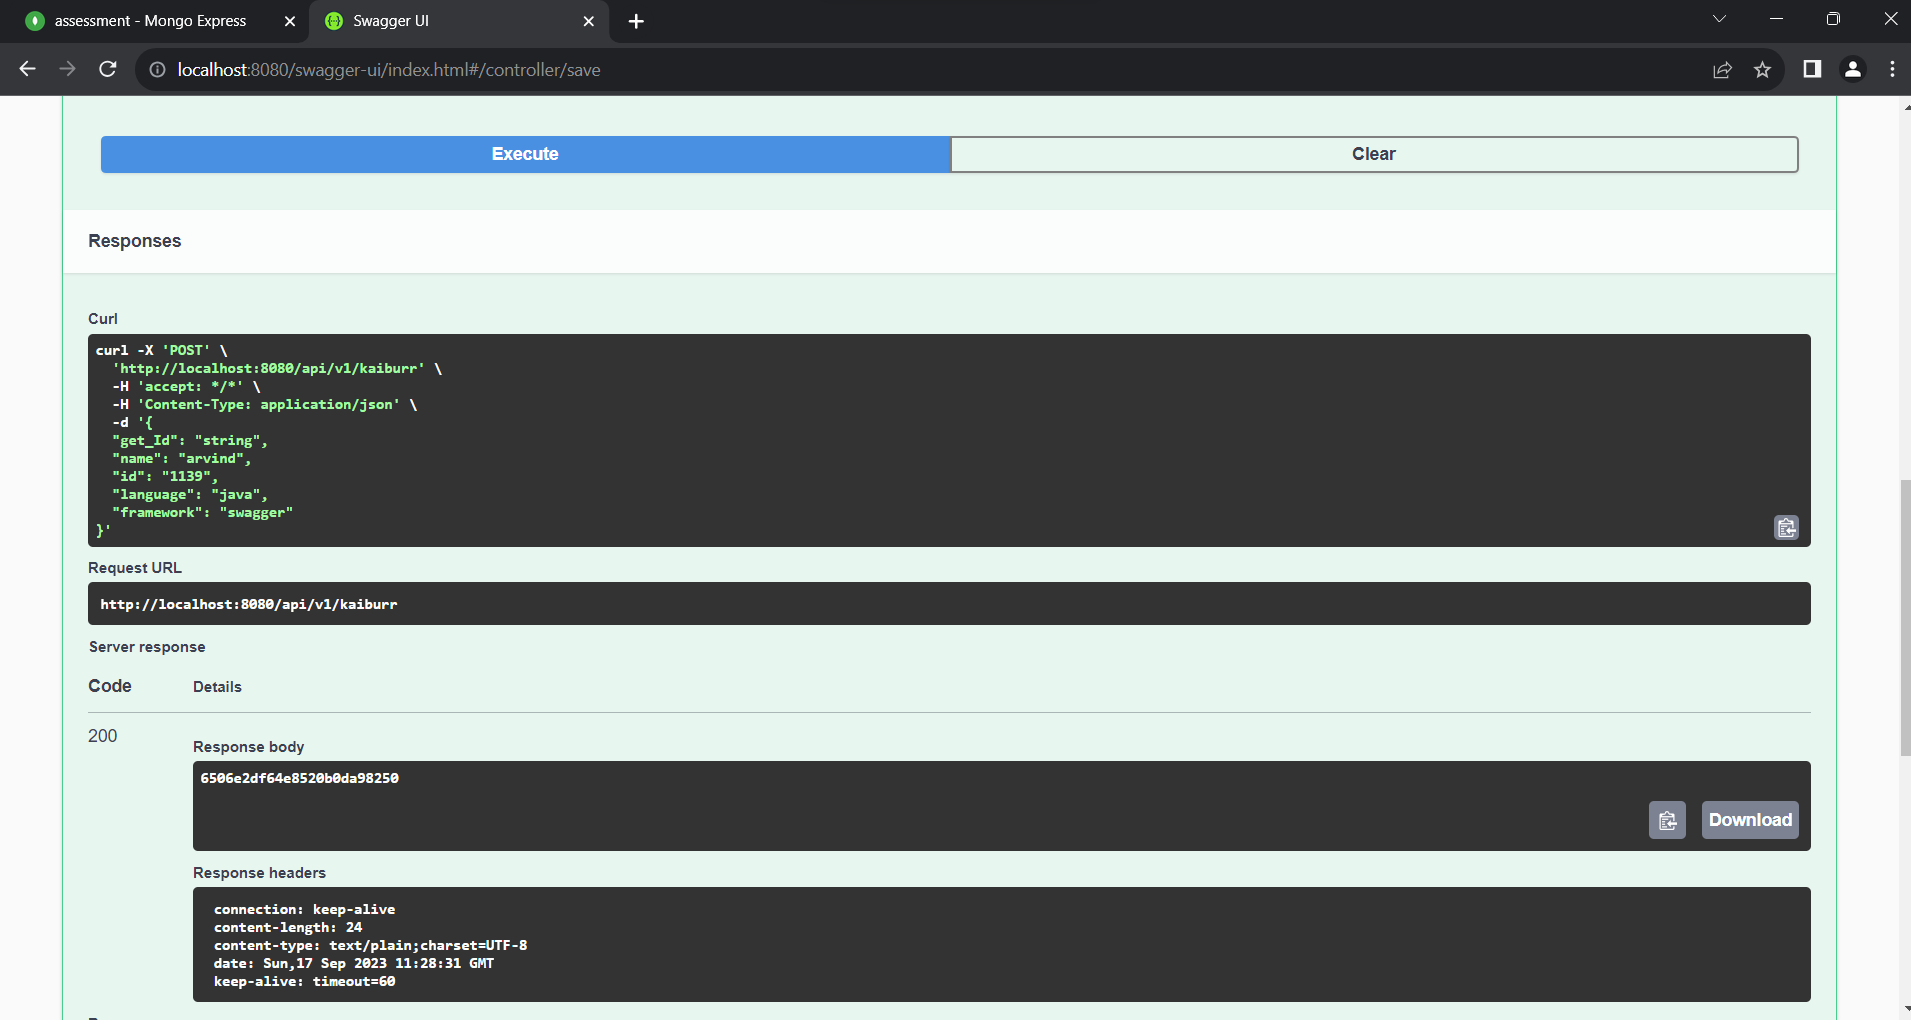 assessment - Mongo Express
Swagger UI
localhost:8080/swagger-ui/index.html#/controller/save
Execute
Clear
Responses
Curl
curl -X 'POST' \
'http://localhost:8080/api/v1/kaiburr' \
-H 'accept: */*' \
-H 'Content-Type: application/json' \
-d '{
"get_Id": "string",
"name": "arvind",
"id": "1139",
"language": "java",
"framework": "swagger"
}'
Request URL
http://localhost:8080/api/v1/kaiburr
Server response
Code Details
200
Response body
6506e2df64e8520b0da98250
Download
Response headers
connection: keep-alive
content-length: 24
content-type: text/plain;charset=UTF-8
date: Sun,17 Sep 2023 11:28:31 GMT
keep-alive: timeout=60